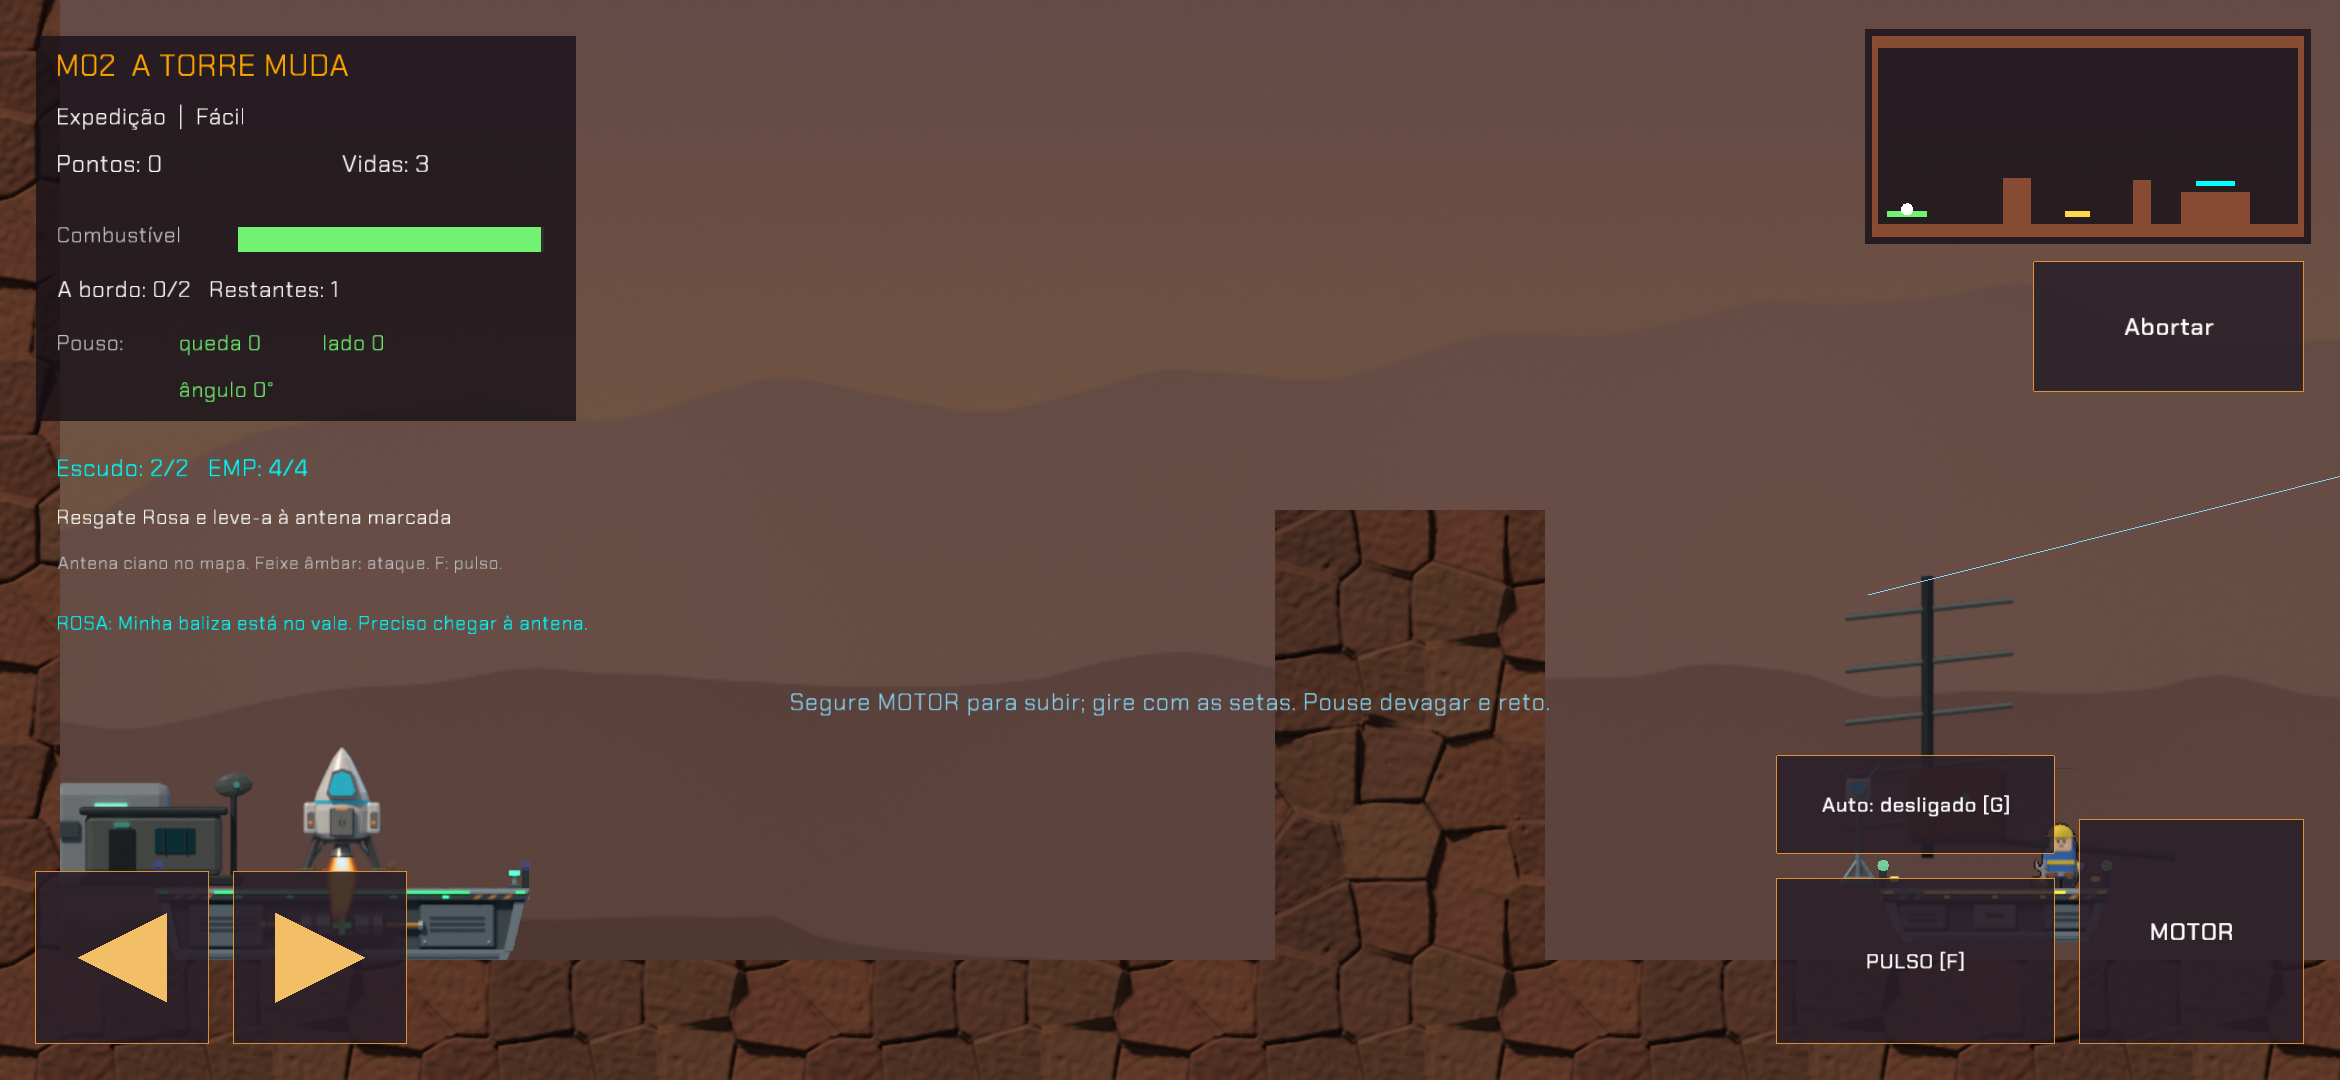 M02 A TORRE MUDA
Expedição | Fácil
Pontos: 0 Vidas: 3
Combustível
A bordo: 0/2 Restantes: 1
Pouso: queda 0 lado 0
ângulo 0°
Abortar
Escudo: 2/2 EMP: 4/4
Resgate Rosa e leve-a à antena marcada
Antena ciano no mapa. Feixe âmbar: ataque. F: pulso.
ROSA: Minha baliza está no vale. Preciso chegar à antena.
Segure MOTOR para subir; gire com as setas. Pouse devagar e reto.
Auto: desligado [G]
PULSO [F]
MOTOR